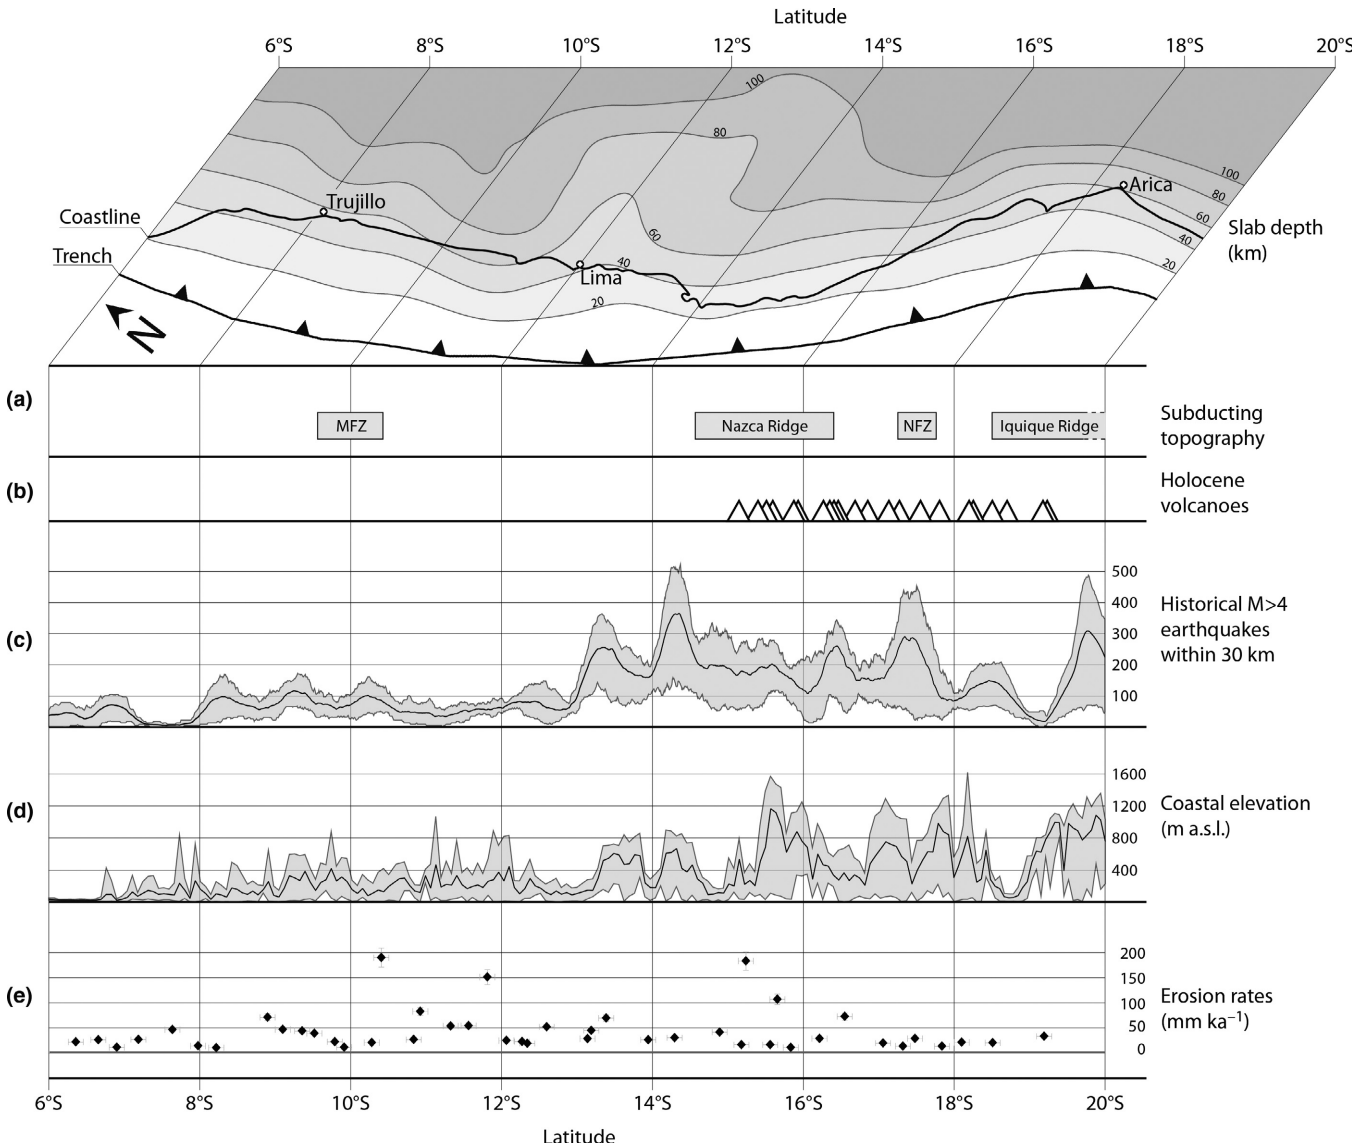 Latitude
6°S 8°S 10°S 12°S 14°S 16°S 18°S 20°S
100
80
Trujillo
Arica
100
80
60
40
20
Coastline
Trench
60
40
Lima
20
Slab depth
(km)
N
(a)
MFZ
Nazca Ridge
NFZ
Iquique Ridge
Subducting
topography
(b)
Holocene
volcanoes
(c)
500
400
300
200
100
Historical M>4
earthquakes
within 30 km
(d)
1600
1200
800
400
Coastal elevation
(m a.s.l.)
(e)
200
150
100
50
0
Erosion rates
(mm ka⁻¹)
6°S 8°S 10°S 12°S 14°S 16°S 18°S 20°S
Latitude